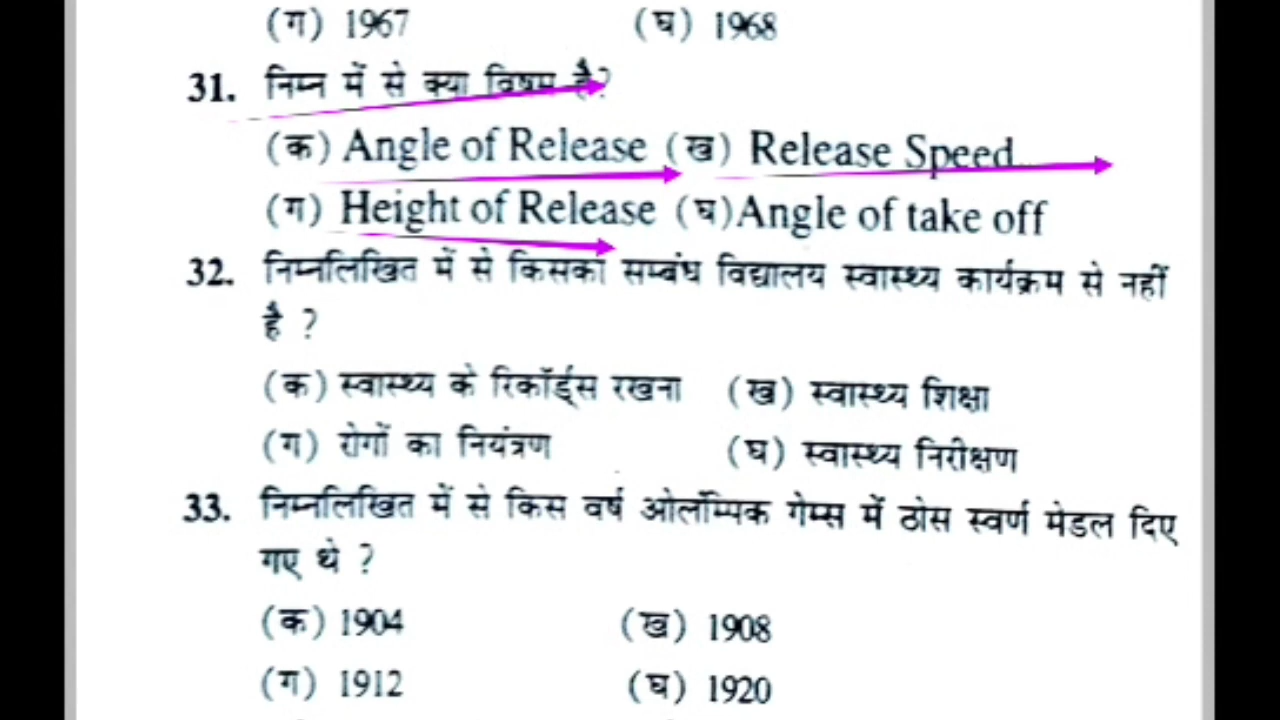 (ग) 1967 (घ) 1968
31. निम्न में से क्या विषम है?
(क) Angle of Release (ख) Release Speed
(ग) Height of Release (घ) Angle of take off
32. निम्नलिखित में से किसका सम्बंध विद्यालय स्वास्थ्य कार्यक्रम से नहीं
है ?
(क) स्वास्थ्य के रिकॉर्ड्स रखना (ख) स्वास्थ्य शिक्षा
(ग) रोगों का नियंत्रण (घ) स्वास्थ्य निरीक्षण
33. निम्नलिखित में से किस वर्ष ओलम्पिक गेम्स में ठोस स्वर्ण मेडल दिए
गए थे ?
(क) 1904 (ख) 1908
(ग) 1912 (घ) 1920